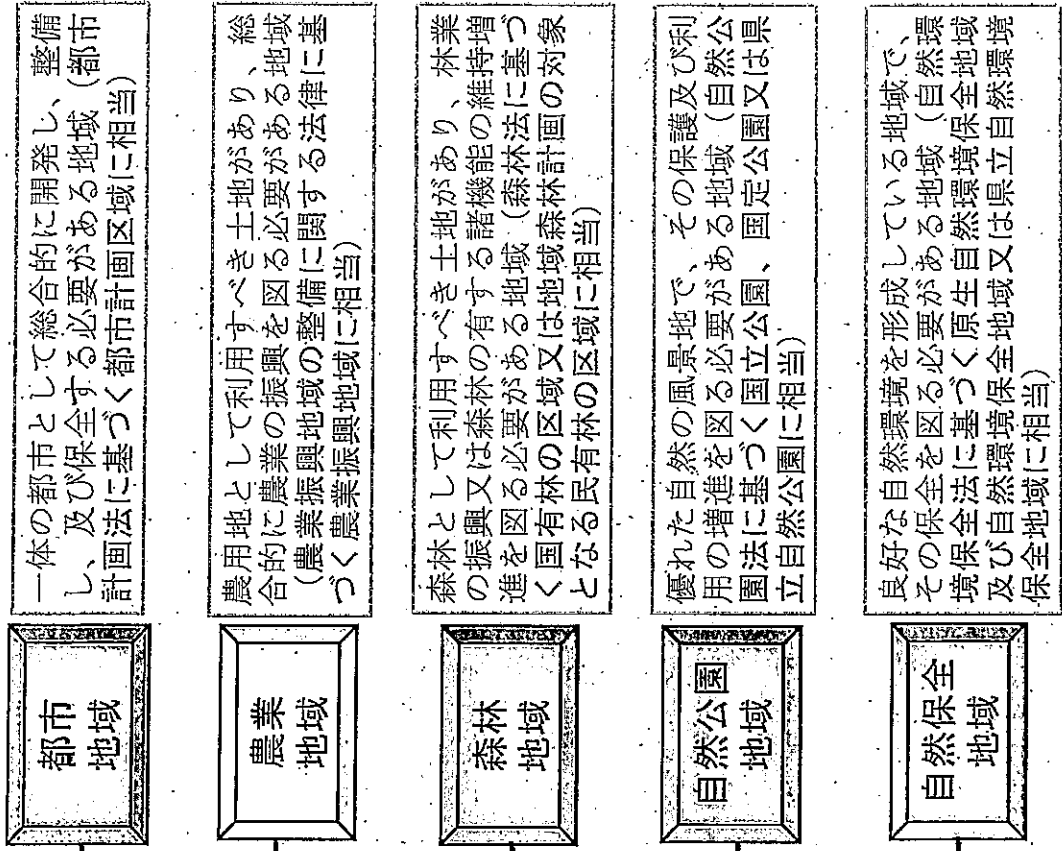 都市
地域
一体の都市として総合的に開発し、整備
し、及び保全する必要がある地域（都市
計画法に基づく都市計画区域に相当）
農業
地域
農用地として利用すべき土地があり、総
合的に農業の振興を図る必要がある地域
（農業振興地域の整備に関する法律に基
づく農業振興地域に相当）
森林
地域
森林として利用すべき土地があり、林業
の振興又は森林の有する諸機能の維持増
進を図る必要がある地域（森林法に基づ
く国有林の区域又は地域森林計画の対象
となる民有林の区域に相当）
自然公園
地域
優れた自然の風景地で、その保護及び利
用の増進を図る必要がある地域（自然公
園法に基づく国立公園、国定公園又は県
立自然公園に相当）
自然保全
地域
良好な自然環境を形成している地域で、
その保全を図る必要がある地域（自然環
境保全法に基づく原生自然環境保全地域
及び自然環境保全地域又は県立自然環境
保全地域に相当）